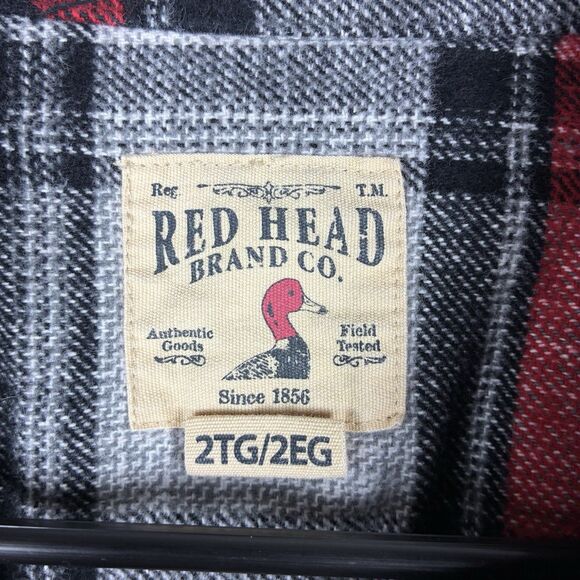 Reg. T.M.
RED HEAD
BRAND CO.
Authentic Field
Goods Tested
Since 1856
2TG/2EG